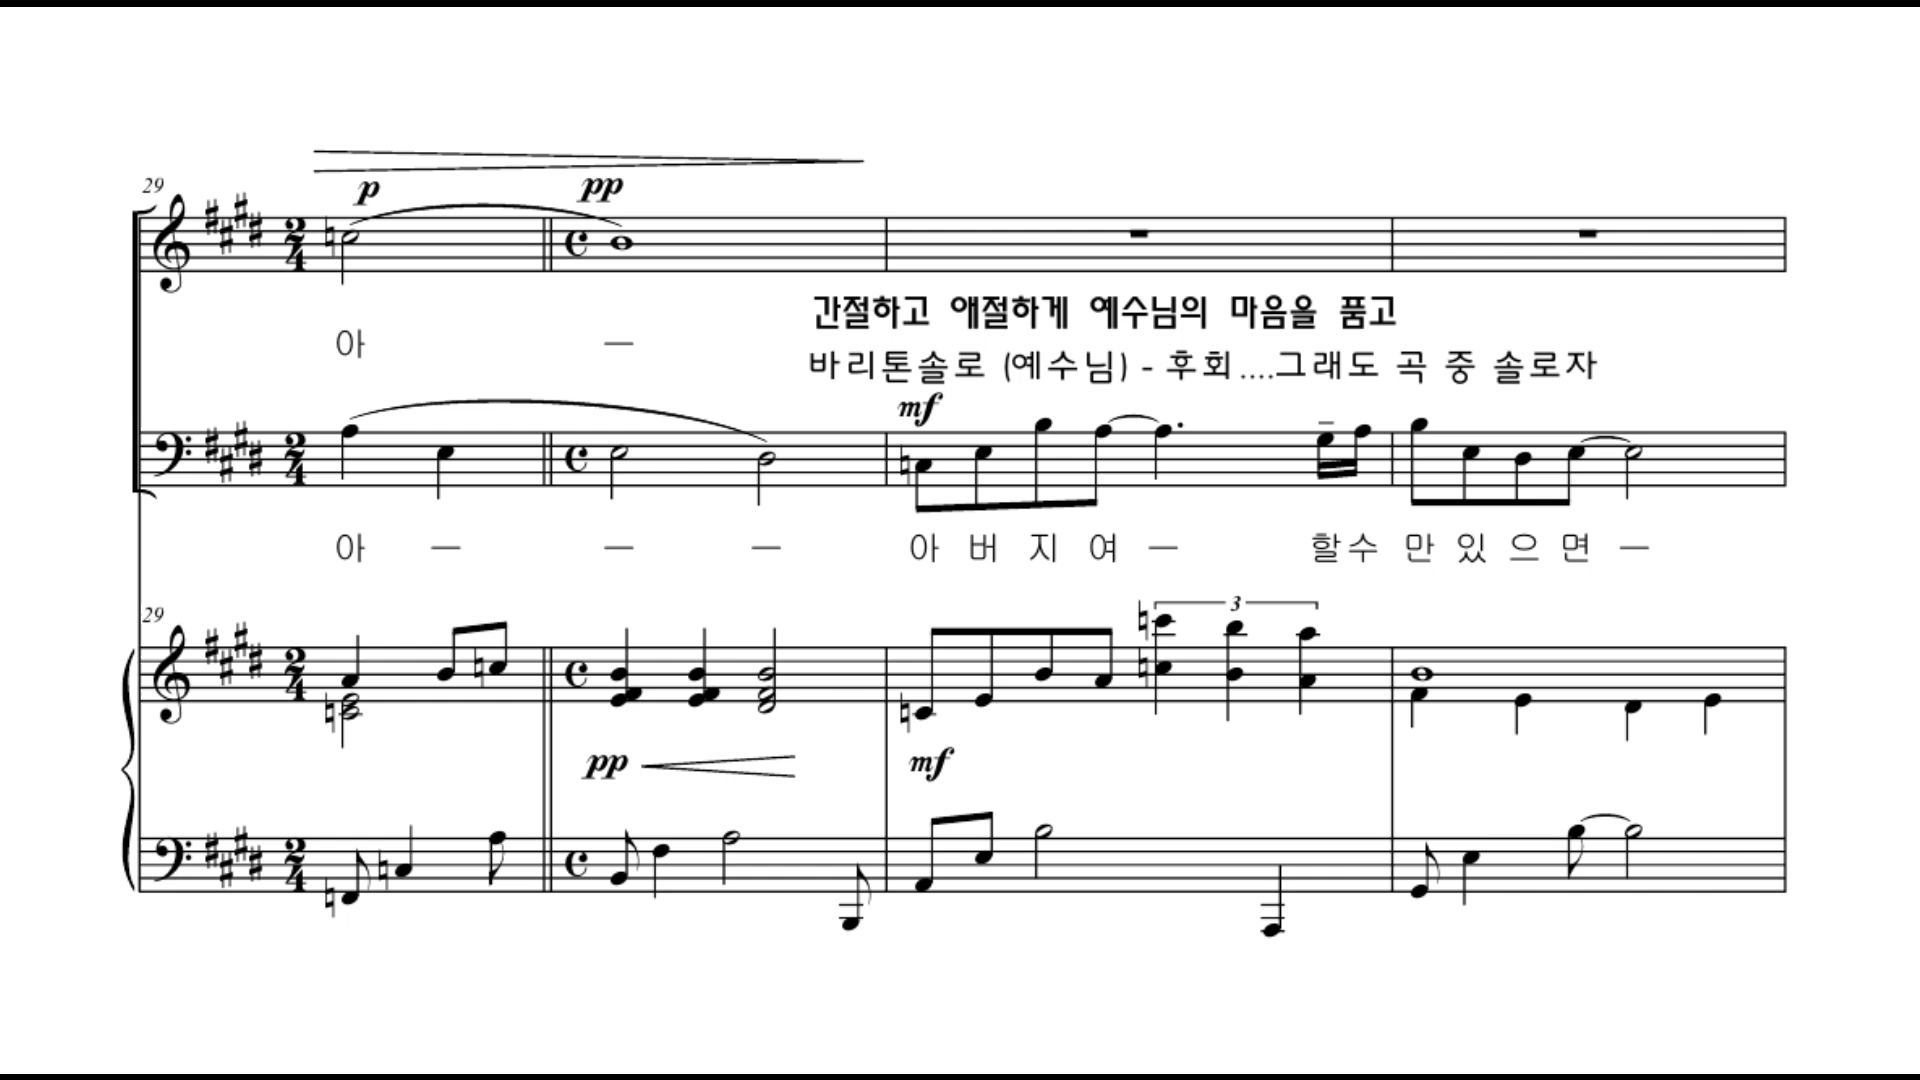 29
p
pp
아 —
간절하고 애절하게 예수님의 마음을 품고
바리톤솔로 (예수님) - 후회....그래도 곡 중 솔로자
mf
아 — — — 아 버 지 여 — 할수 만 있 으 면 —
29
3
pp
mf